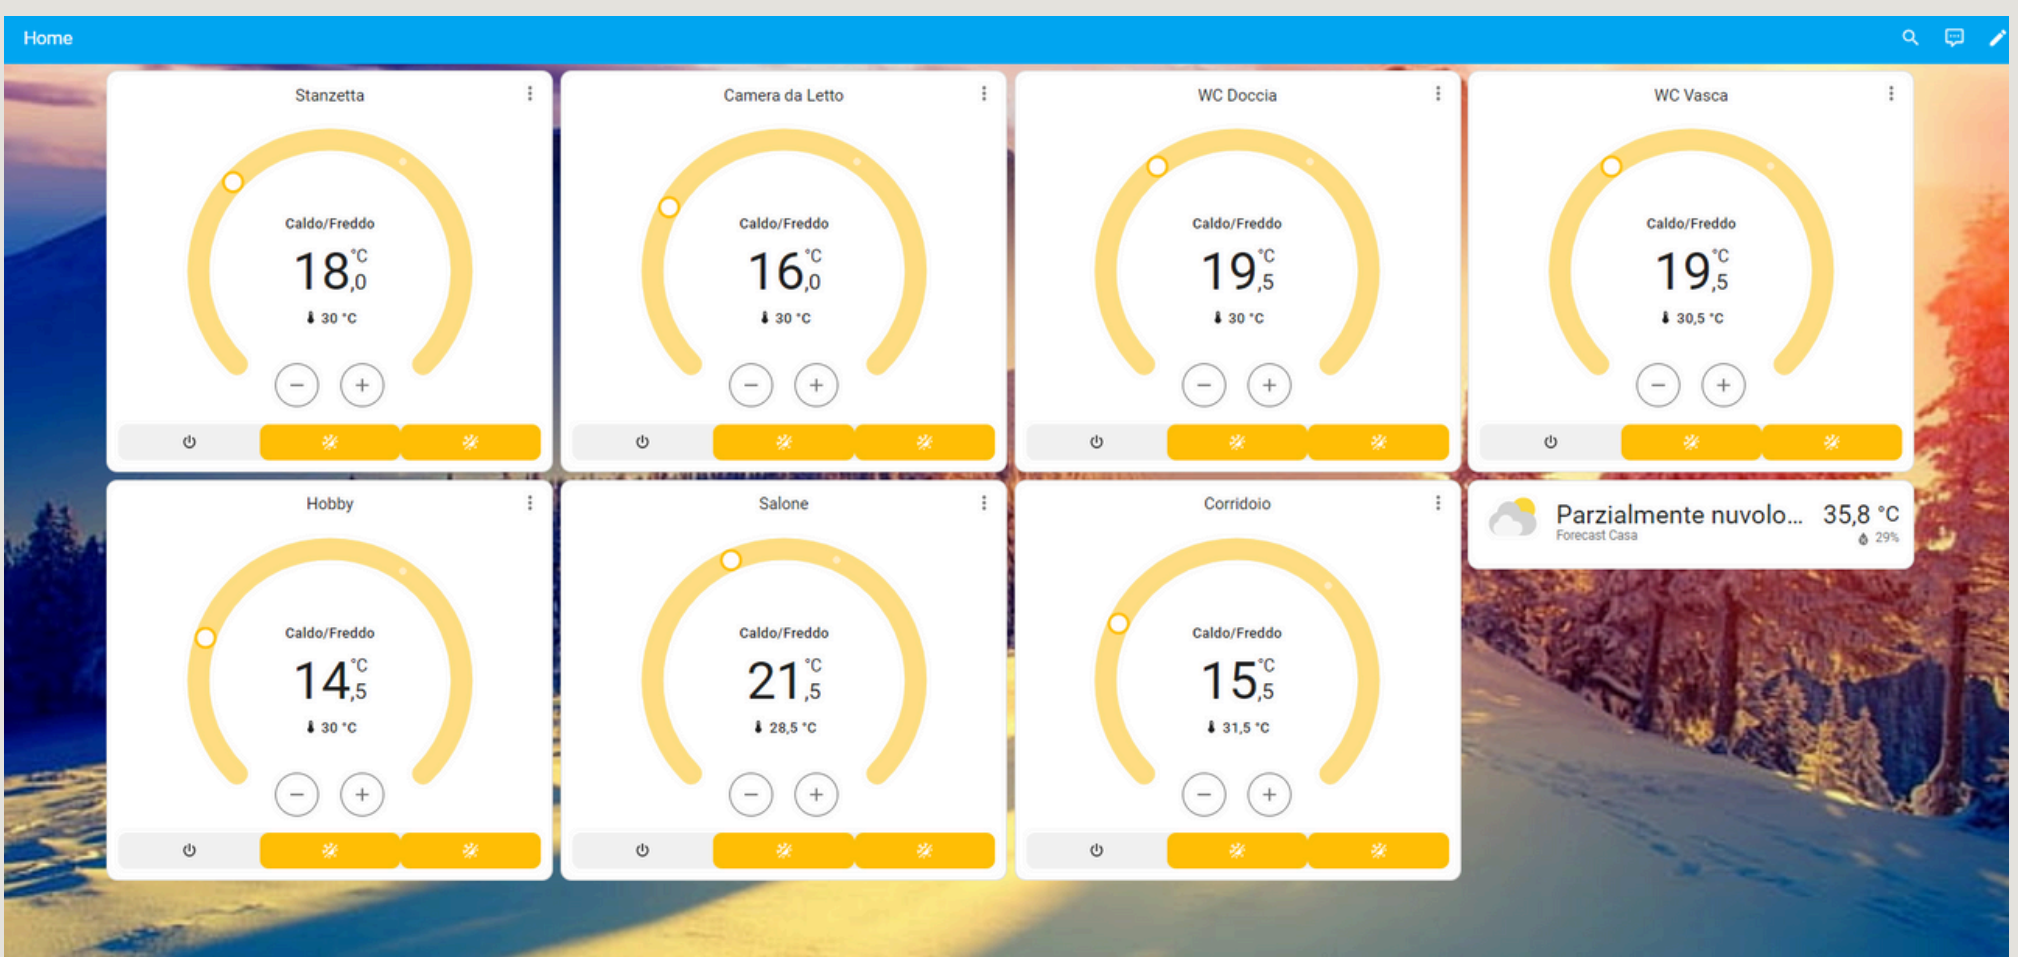 Home
Stanzetta
Caldo/Freddo
18,0 °C
30 °C
Camera da Letto
Caldo/Freddo
16,0 °C
30 °C
WC Doccia
Caldo/Freddo
19,5 °C
30 °C
WC Vasca
Caldo/Freddo
19,5 °C
30,5 °C
Hobby
Caldo/Freddo
14,5 °C
30 °C
Salone
Caldo/Freddo
21,5 °C
28,5 °C
Corridoio
Caldo/Freddo
15,5 °C
31,5 °C
Parzialmente nuvolo... 35,8 °C
Forecast Casa 29%